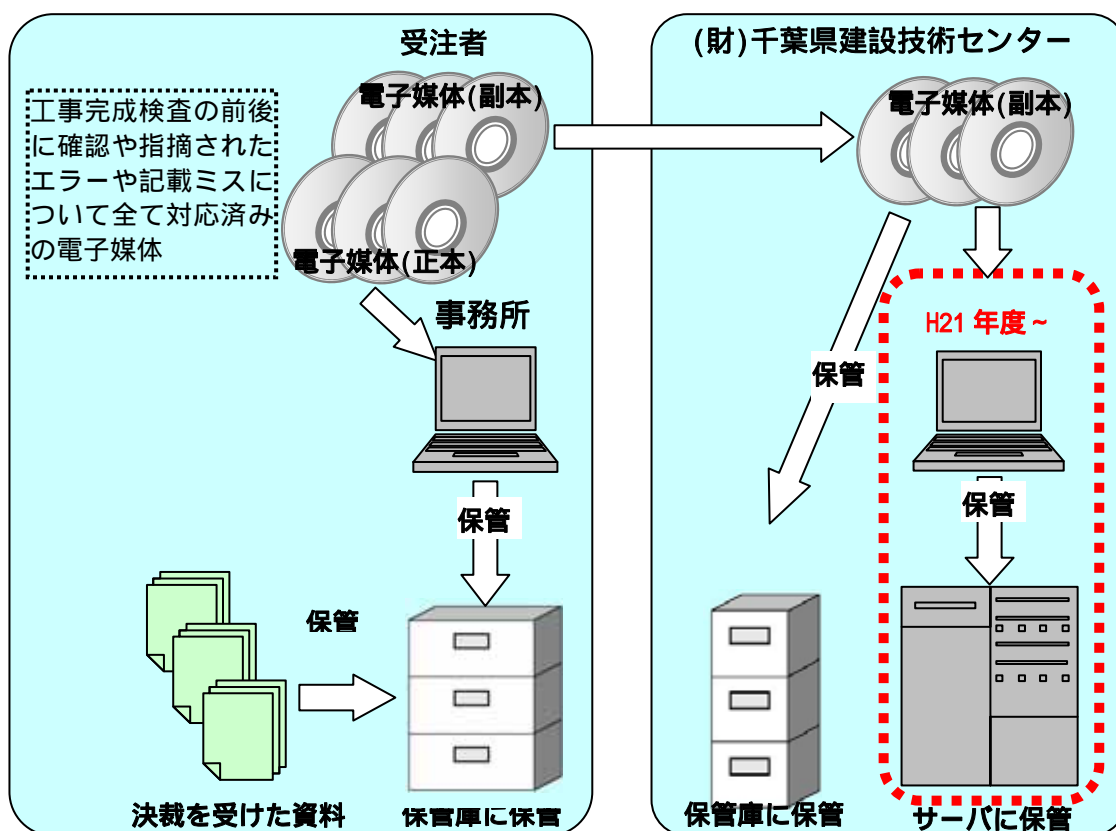 受注者
電子媒体(副本)
工事完成検査の前後
に確認や指摘された
エラーや記載ミスに
ついて全て対応済み
の電子媒体
電子媒体(正本)
事務所
保管
保管
決裁を受けた資料
保管庫に保管
(財)千葉県建設技術センター
電子媒体(副本)
H21 年度~
保管
保管
保管庫に保管
サーバに保管